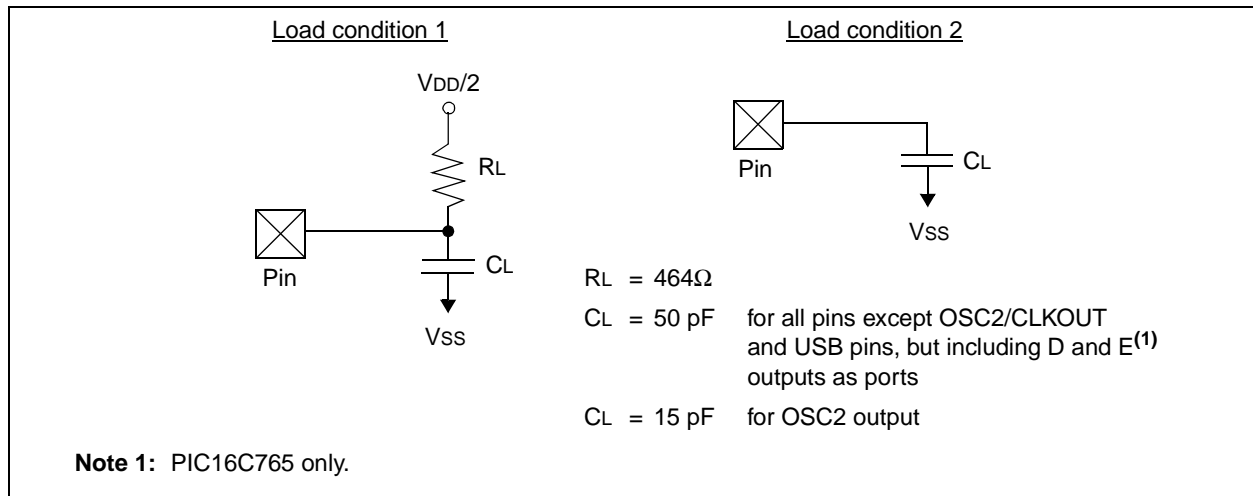 Load condition 1
VDD/2
RL
Pin
CL
VSS
Load condition 2
Pin
CL
VSS
RL = 464Ω
CL = 50 pF for all pins except OSC2/CLKOUT
and USB pins, but including D and E(1)
outputs as ports
CL = 15 pF for OSC2 output
Note 1: PIC16C765 only.